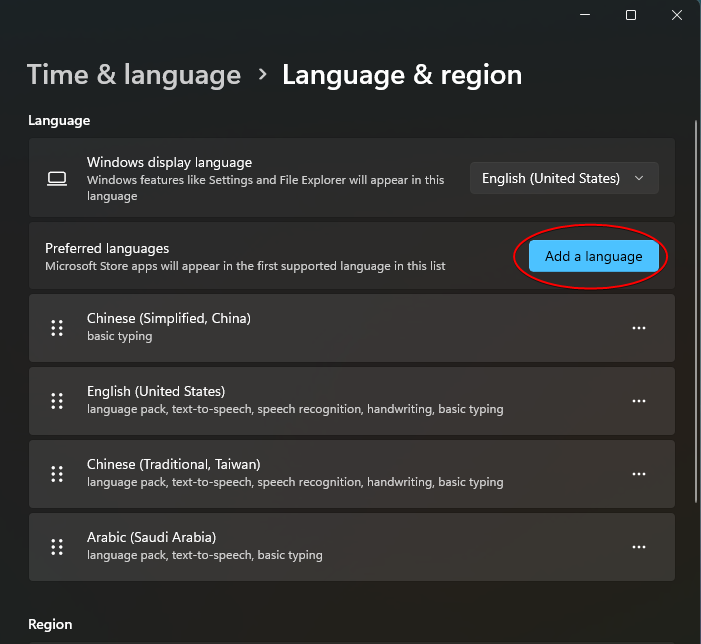 Time & language › Language & region
Language
Windows display language
Windows features like Settings and File Explorer will appear in this
language
English (United States)
Preferred languages
Microsoft Store apps will appear in the first supported language in this list
Add a language
Chinese (Simplified, China)
basic typing
English (United States)
language pack, text-to-speech, speech recognition, handwriting, basic typing
Chinese (Traditional, Taiwan)
language pack, text-to-speech, speech recognition, handwriting, basic typing
Arabic (Saudi Arabia)
language pack, text-to-speech, basic typing
Region